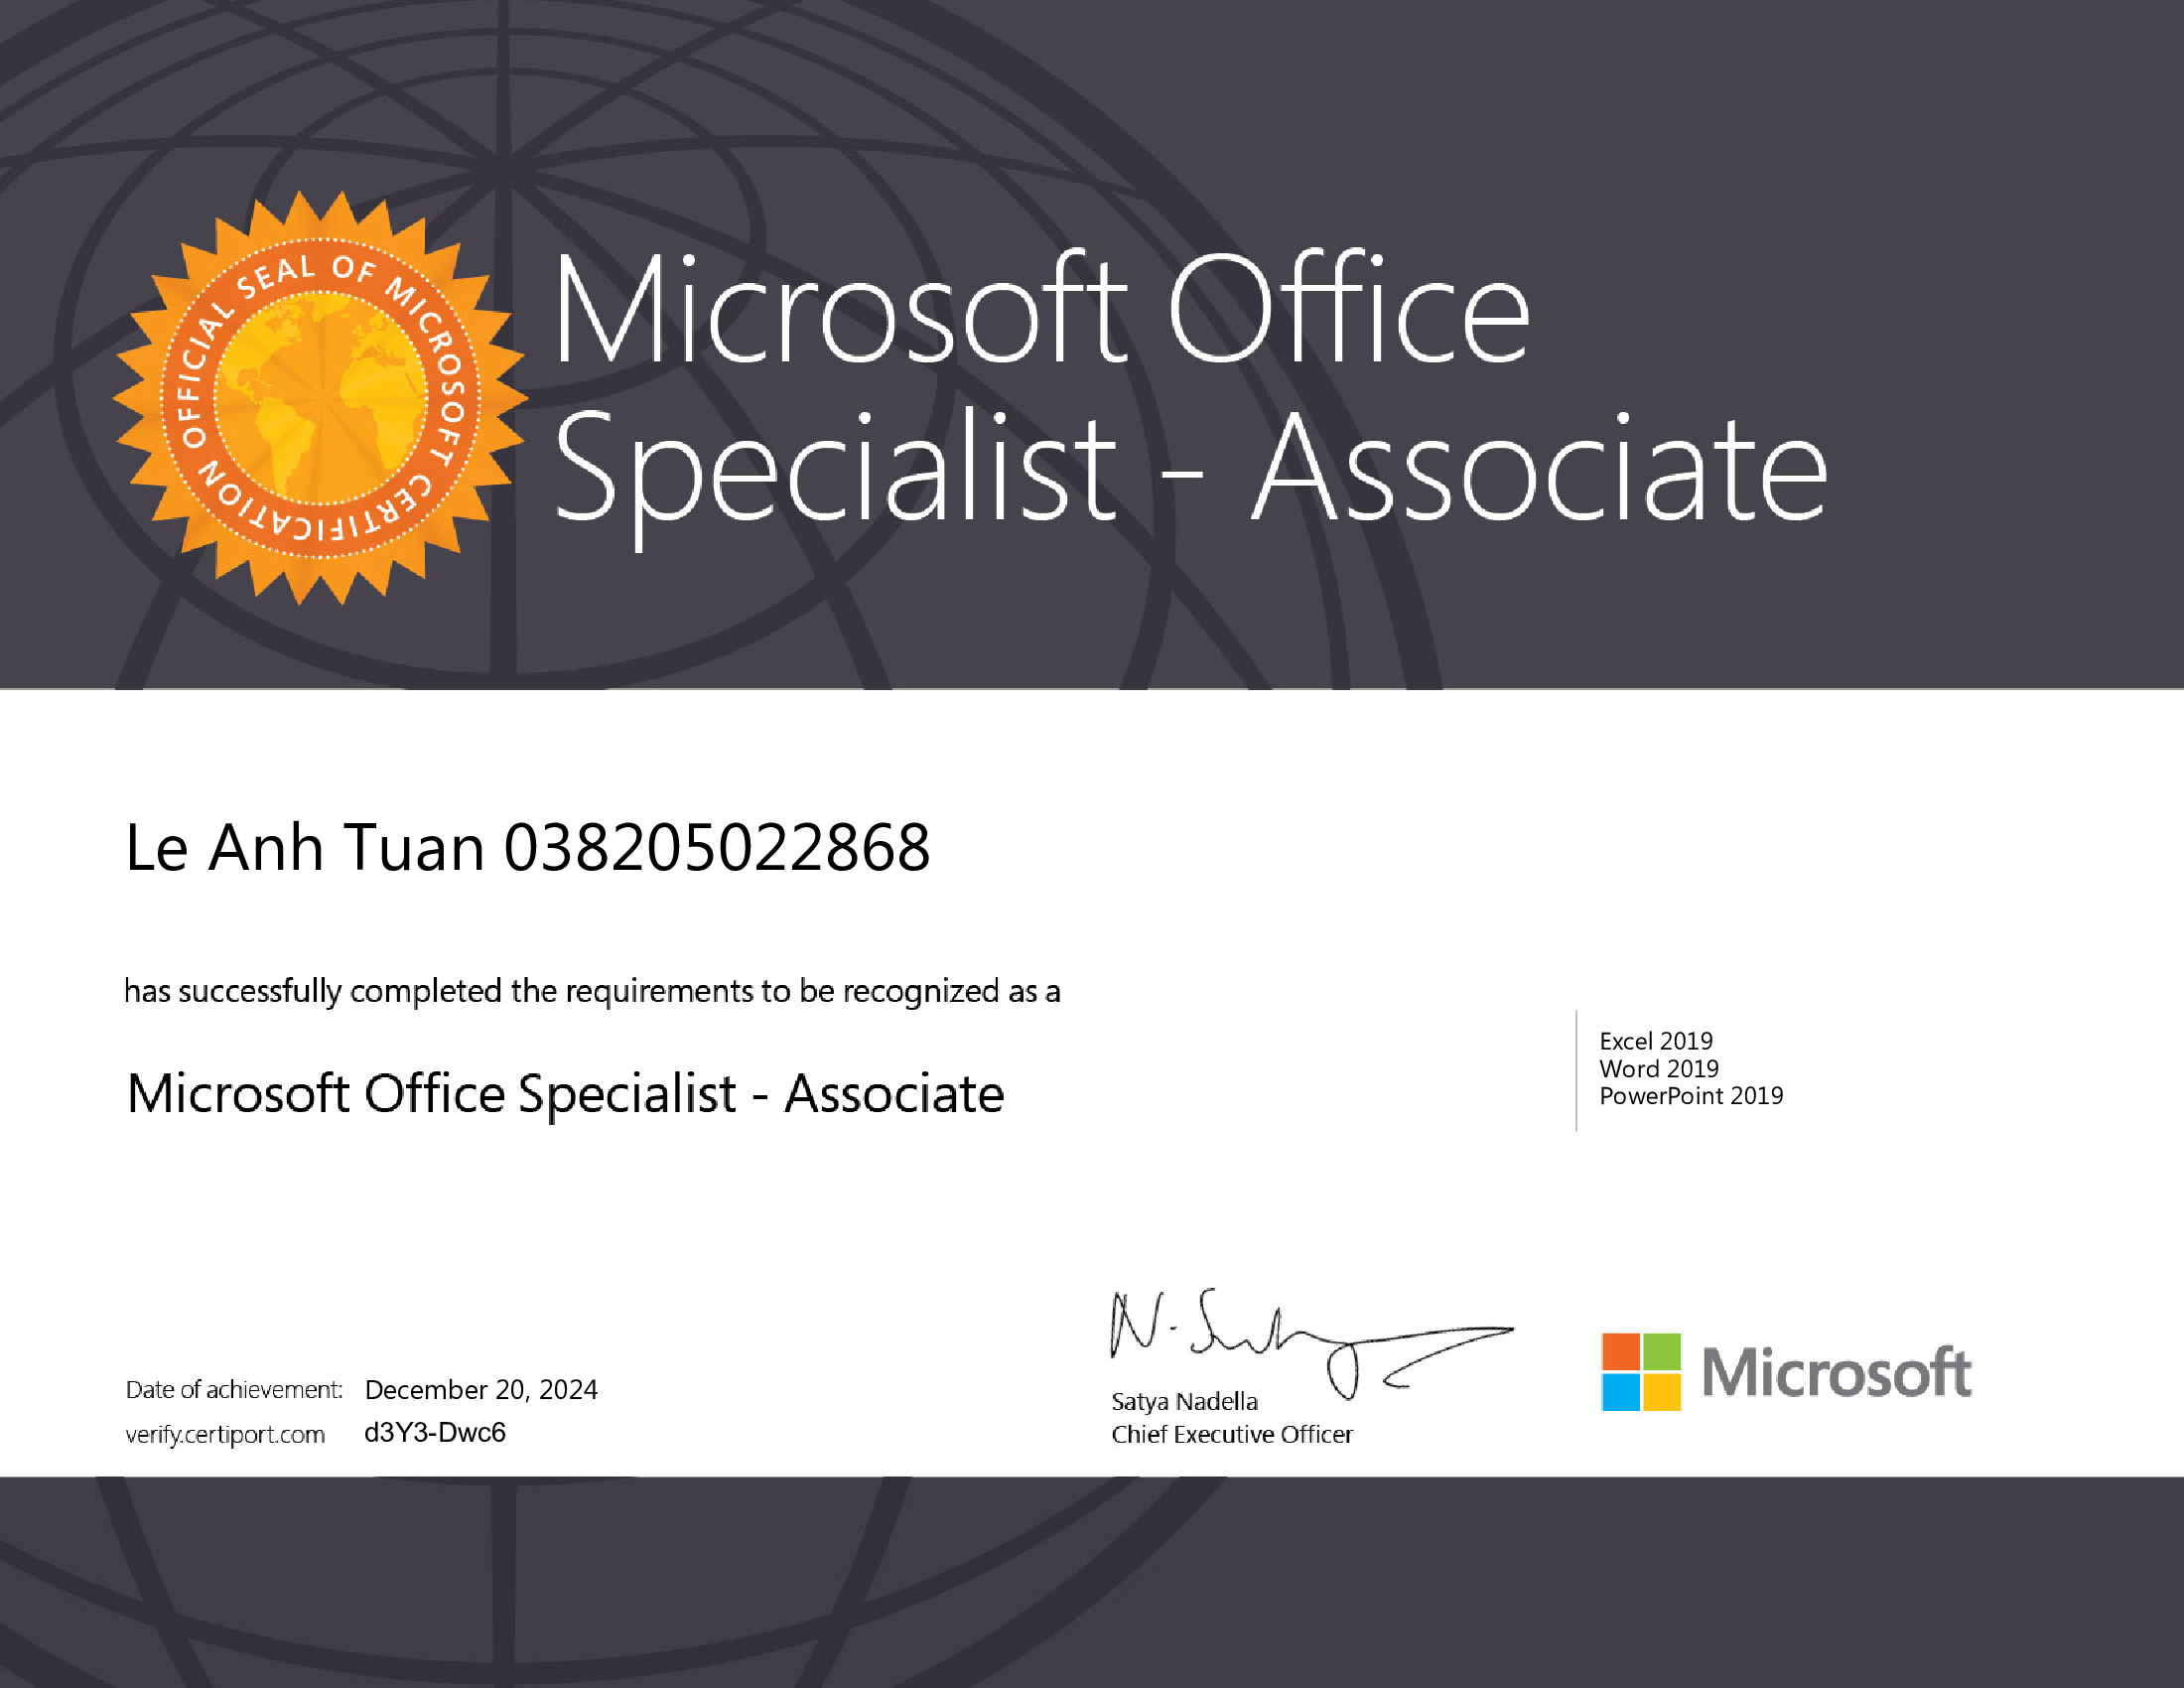 OFFICIAL SEAL OF MICROSOFT CERTIFICATION
Microsoft Office
Specialist - Associate
Le Anh Tuan 038205022868
has successfully completed the requirements to be recognized as a
Microsoft Office Specialist - Associate
Excel 2019
Word 2019
PowerPoint 2019
Date of achievement: December 20, 2024
verify.certiport.com d3Y3-Dwc6
N. Satya
Satya Nadella
Chief Executive Officer
Microsoft